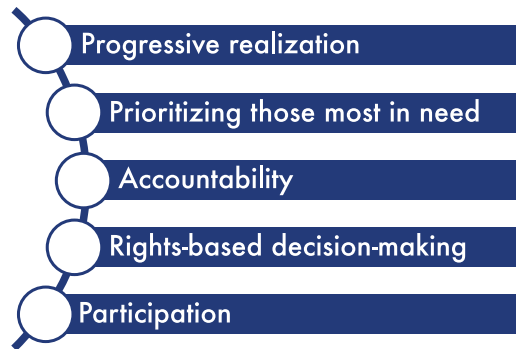 Progressive realization
Prioritizing those most in need
Accountability
Rights-based decision-making
Participation